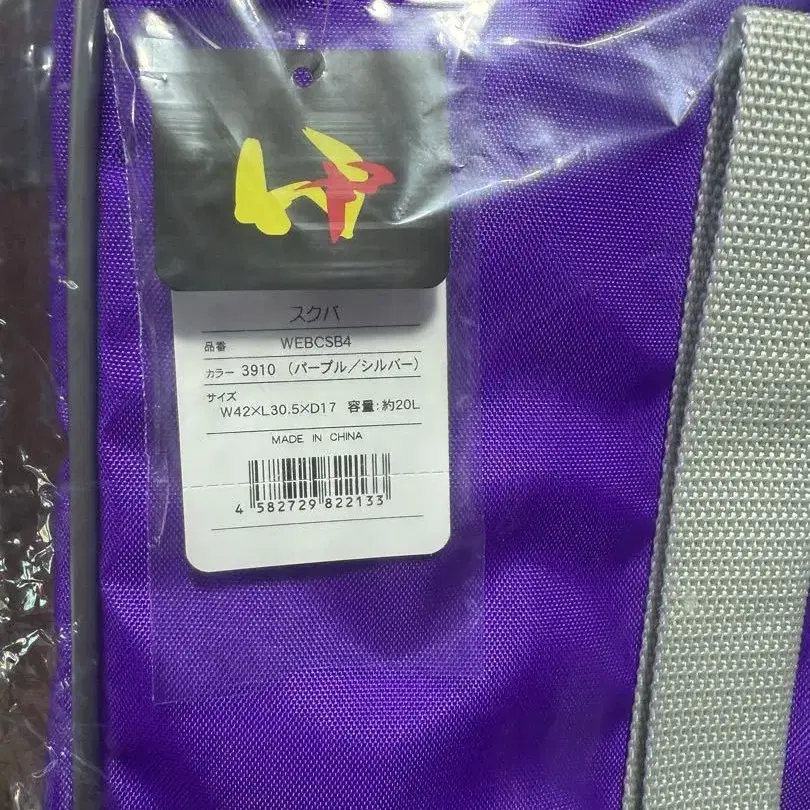 スクバ
品番 WEBCSB4
カラー 3910 (パープル/シルバー)
サイズ
W42×L30.5×D17 容量:約20L
MADE IN CHINA
4 582729 822133